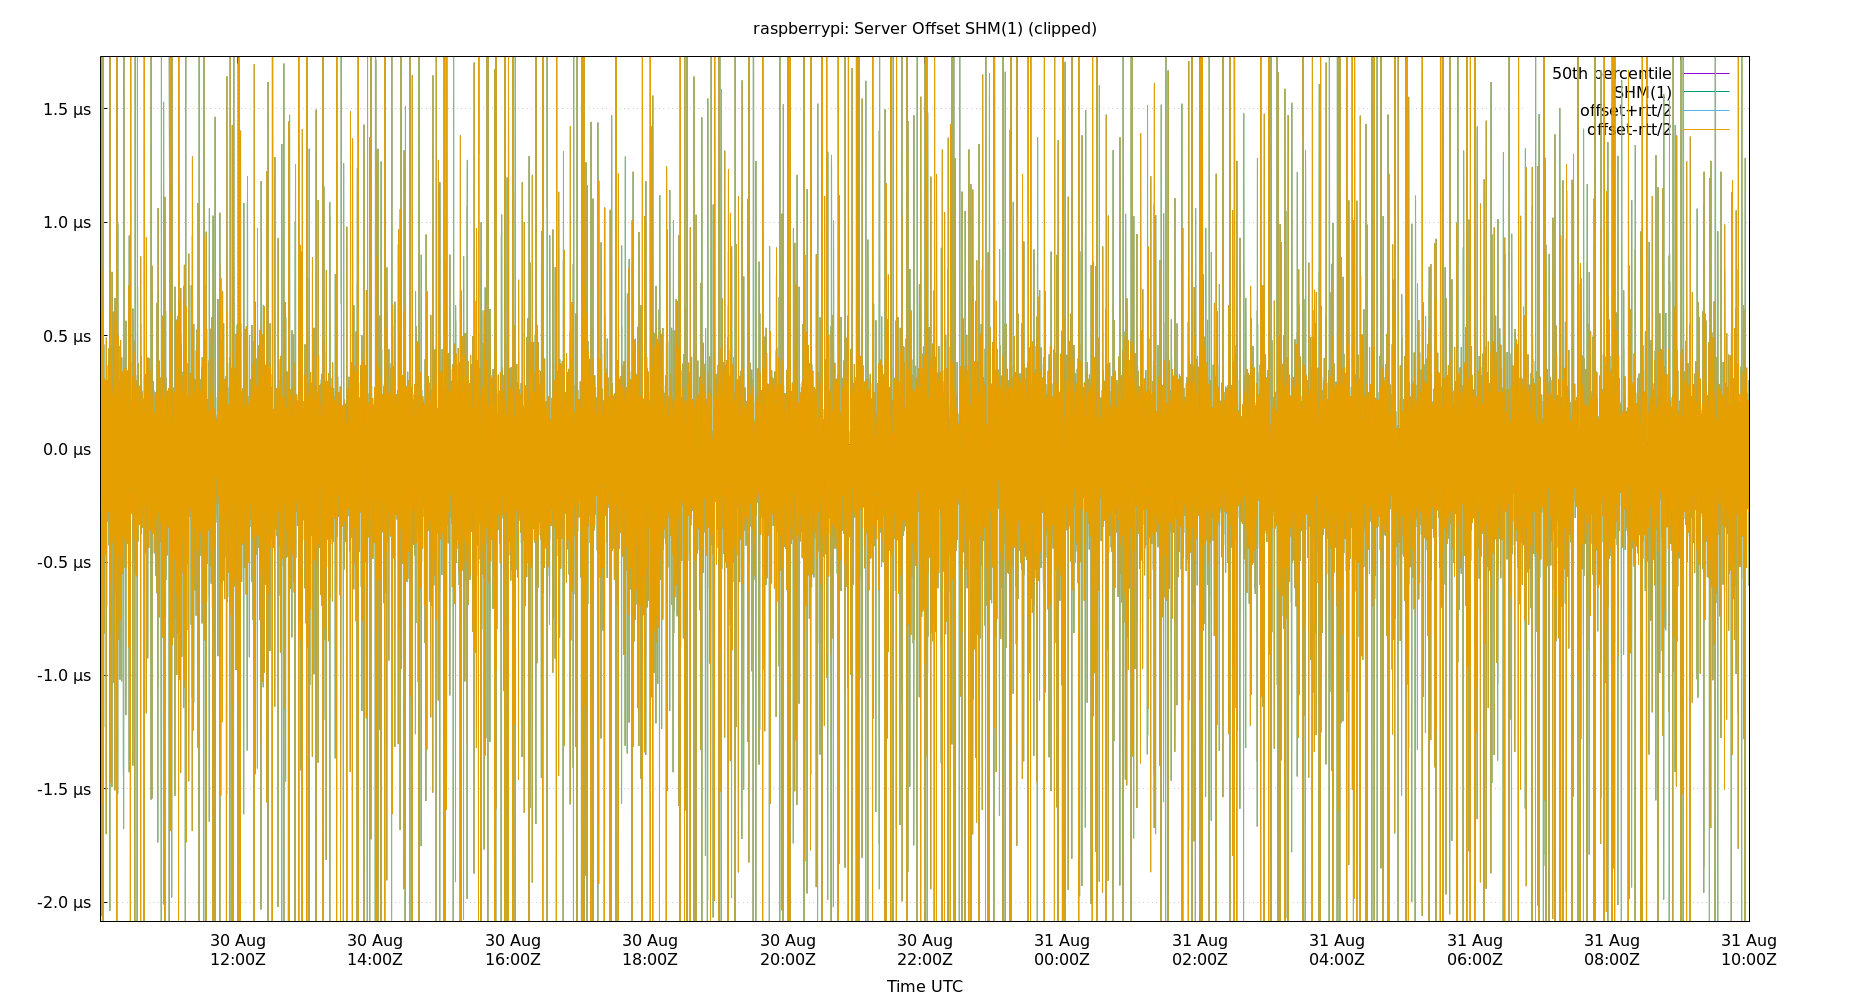 raspberrypi: Server Offset SHM(1) (clipped)
50th percentile
SHM(1)
offset+rtt/2
offset-rtt/2
1.5 µs
1.0 µs
0.5 µs
0.0 µs
-0.5 µs
-1.0 µs
-1.5 µs
-2.0 µs
30 Aug 30 Aug 30 Aug 30 Aug 30 Aug 30 Aug 31 Aug 31 Aug 31 Aug 31 Aug 31 Aug 31 Aug
12:00Z 14:00Z 16:00Z 18:00Z 20:00Z 22:00Z 00:00Z 02:00Z 04:00Z 06:00Z 08:00Z 10:00Z
Time UTC